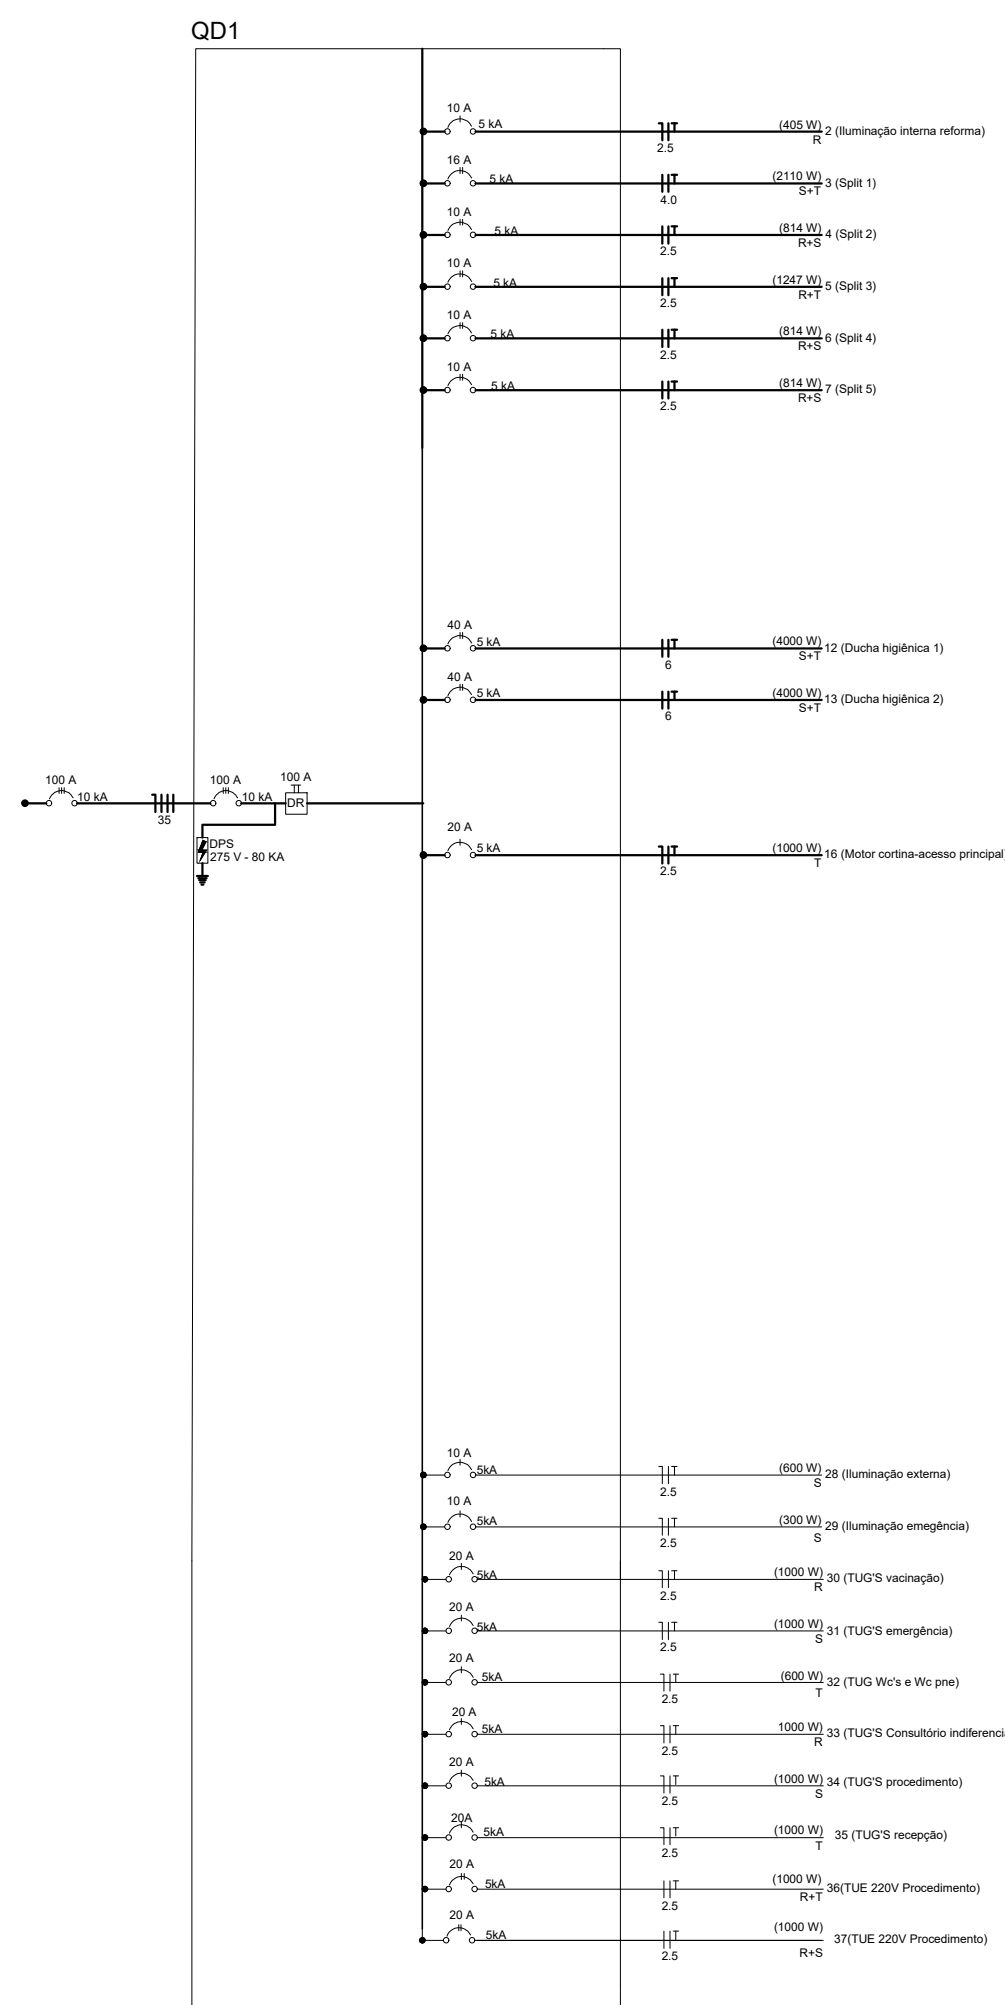 QD1
10 A
5 kA
2.5
(405 W)
R
2 (Iluminação interna reforma)
16 A
5 kA
4.0
(2110 W)
S+T
3 (Split 1)
10 A
5 kA
2.5
(814 W)
R+S
4 (Split 2)
10 A
5 kA
2.5
(1247 W)
R+T
5 (Split 3)
10 A
5 kA
2.5
(814 W)
R+S
6 (Split 4)
10 A
5 kA
2.5
(814 W)
R+S
7 (Split 5)
40 A
5 kA
6
(4000 W)
S+T
12 (Ducha higiênica 1)
40 A
5 kA
6
(4000 W)
S+T
13 (Ducha higiênica 2)
100 A
10 kA
35
100 A
10 kA
100 A
DR
DPS
275 V - 80 KA
20 A
5 kA
2.5
(1000 W)
T
16 (Motor cortina-acesso principal)
10 A
5kA
2.5
(600 W)
S
28 (Iluminação externa)
10 A
5kA
2.5
(300 W)
S
29 (Iluminação emegência)
20 A
5kA
2.5
(1000 W)
R
30 (TUG'S vacinação)
20 A
5kA
2.5
(1000 W)
S
31 (TUG'S emergência)
20 A
5kA
2.5
(600 W)
T
32 (TUG Wc's e Wc pne)
20 A
5kA
2.5
1000 W)
R
33 (TUG'S Consultório indiferenci
20 A
5kA
2.5
(1000 W)
S
34 (TUG'S procedimento)
20A
5kA
2.5
(1000 W)
T
35 (TUG'S recepção)
20 A
5kA
2.5
(1000 W)
R+T
36(TUE 220V Procedimento)
20 A
5kA
2.5
(1000 W)
R+S
37(TUE 220V Procedimento)